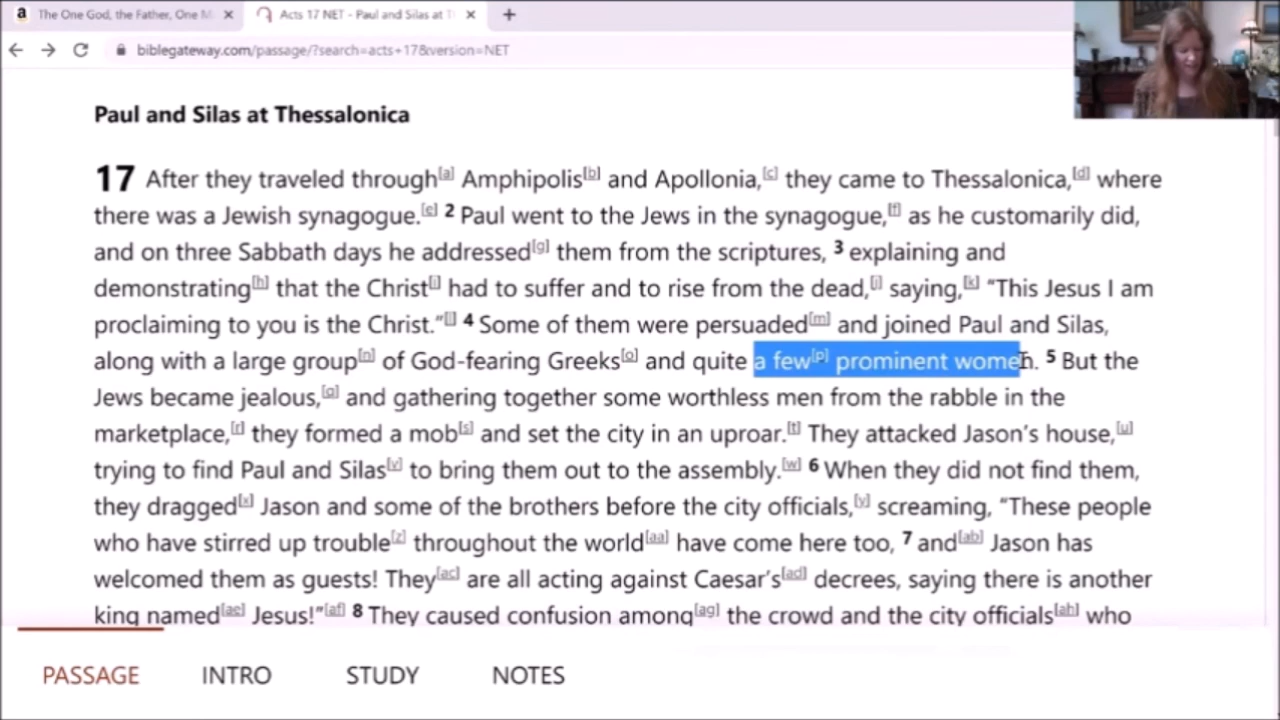 The One God, the Father, One M
Acts 17 NET - Paul and Silas at T
biblegateway.com/passage/?search=acts+17&version=NET
Paul and Silas at Thessalonica
17 After they traveled through[a] Amphipolis[b] and Apollonia,[c] they came to Thessalonica,[d] where
there was a Jewish synagogue.[e] 2 Paul went to the Jews in the synagogue,[f] as he customarily did,
and on three Sabbath days he addressed[g] them from the scriptures, 3 explaining and
demonstrating[h] that the Christ[i] had to suffer and to rise from the dead,[j] saying,[k] “This Jesus I am
proclaiming to you is the Christ.”[l] 4 Some of them were persuaded[m] and joined Paul and Silas,
along with a large group[n] of God-fearing Greeks[o] and quite a few[p] prominent women. 5 But the
Jews became jealous,[q] and gathering together some worthless men from the rabble in the
marketplace,[r] they formed a mob[s] and set the city in an uproar.[t] They attacked Jason’s house,[u]
trying to find Paul and Silas[v] to bring them out to the assembly.[w] 6 When they did not find them,
they dragged[x] Jason and some of the brothers before the city officials,[y] screaming, “These people
who have stirred up trouble[z] throughout the world[aa] have come here too, 7 and[ab] Jason has
welcomed them as guests! They[ac] are all acting against Caesar’s[ad] decrees, saying there is another
king named[ae] Jesus!”[af] 8 They caused confusion among[ag] the crowd and the city officials[ah] who
PASSAGE INTRO STUDY NOTES